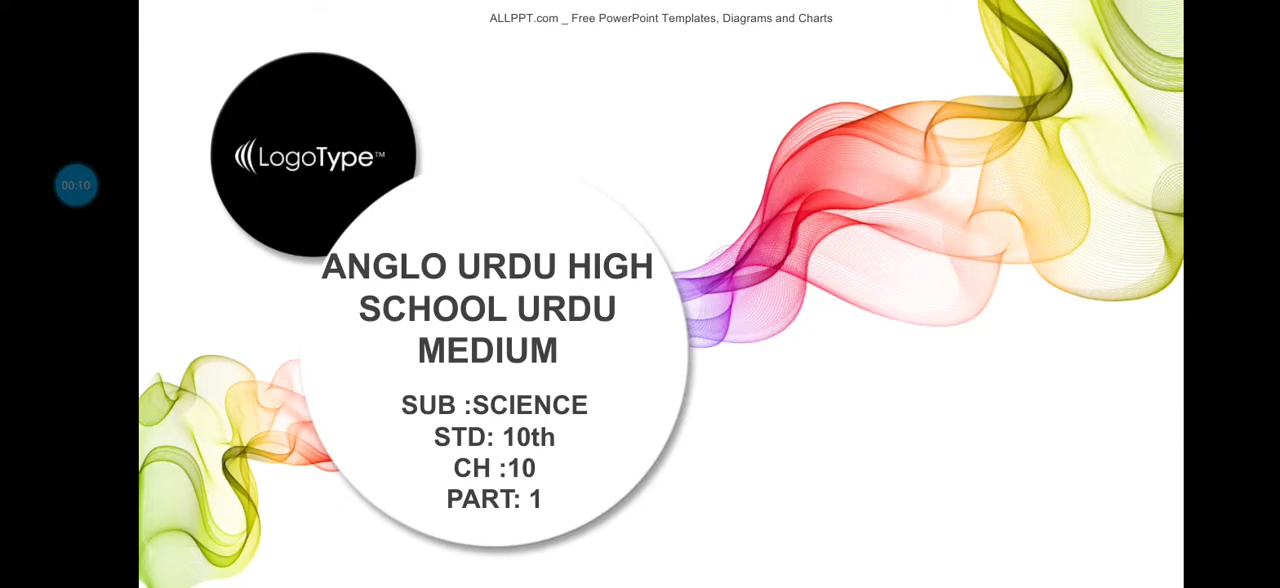 ALLPPT.com _ Free PowerPoint Templates, Diagrams and Charts
LogoType™
00:10
ANGLO URDU HIGH
SCHOOL URDU
MEDIUM
SUB :SCIENCE
STD: 10th
CH :10
PART: 1